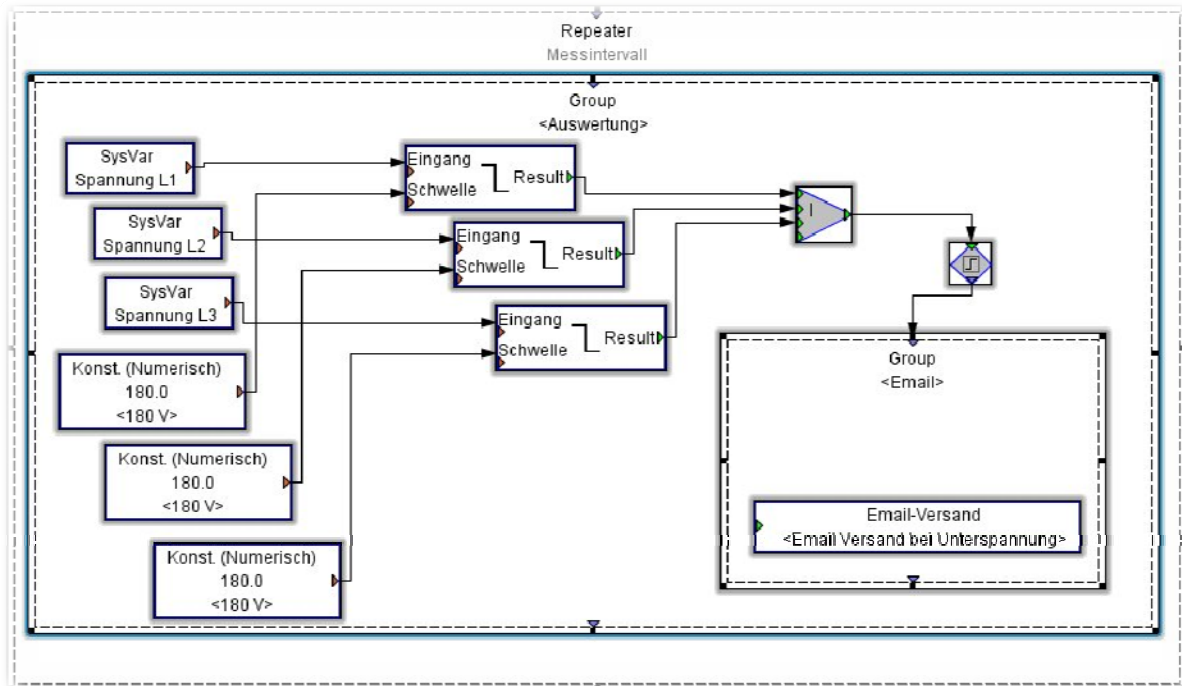 Repeater
Messintervall
Group
<Auswertung>
SysVar
Spannung L1
Eingang
Schwelle
Result
SysVar
Spannung L2
Eingang
Schwelle
Result
SysVar
Spannung L3
Eingang
Schwelle
Result
Konst. (Numerisch)
180.0
<180 V>
Konst. (Numerisch)
180.0
<180 V>
Konst. (Numerisch)
180.0
<180 V>
Group
<Email>
Email-Versand
<Email Versand bei Unterspannung>